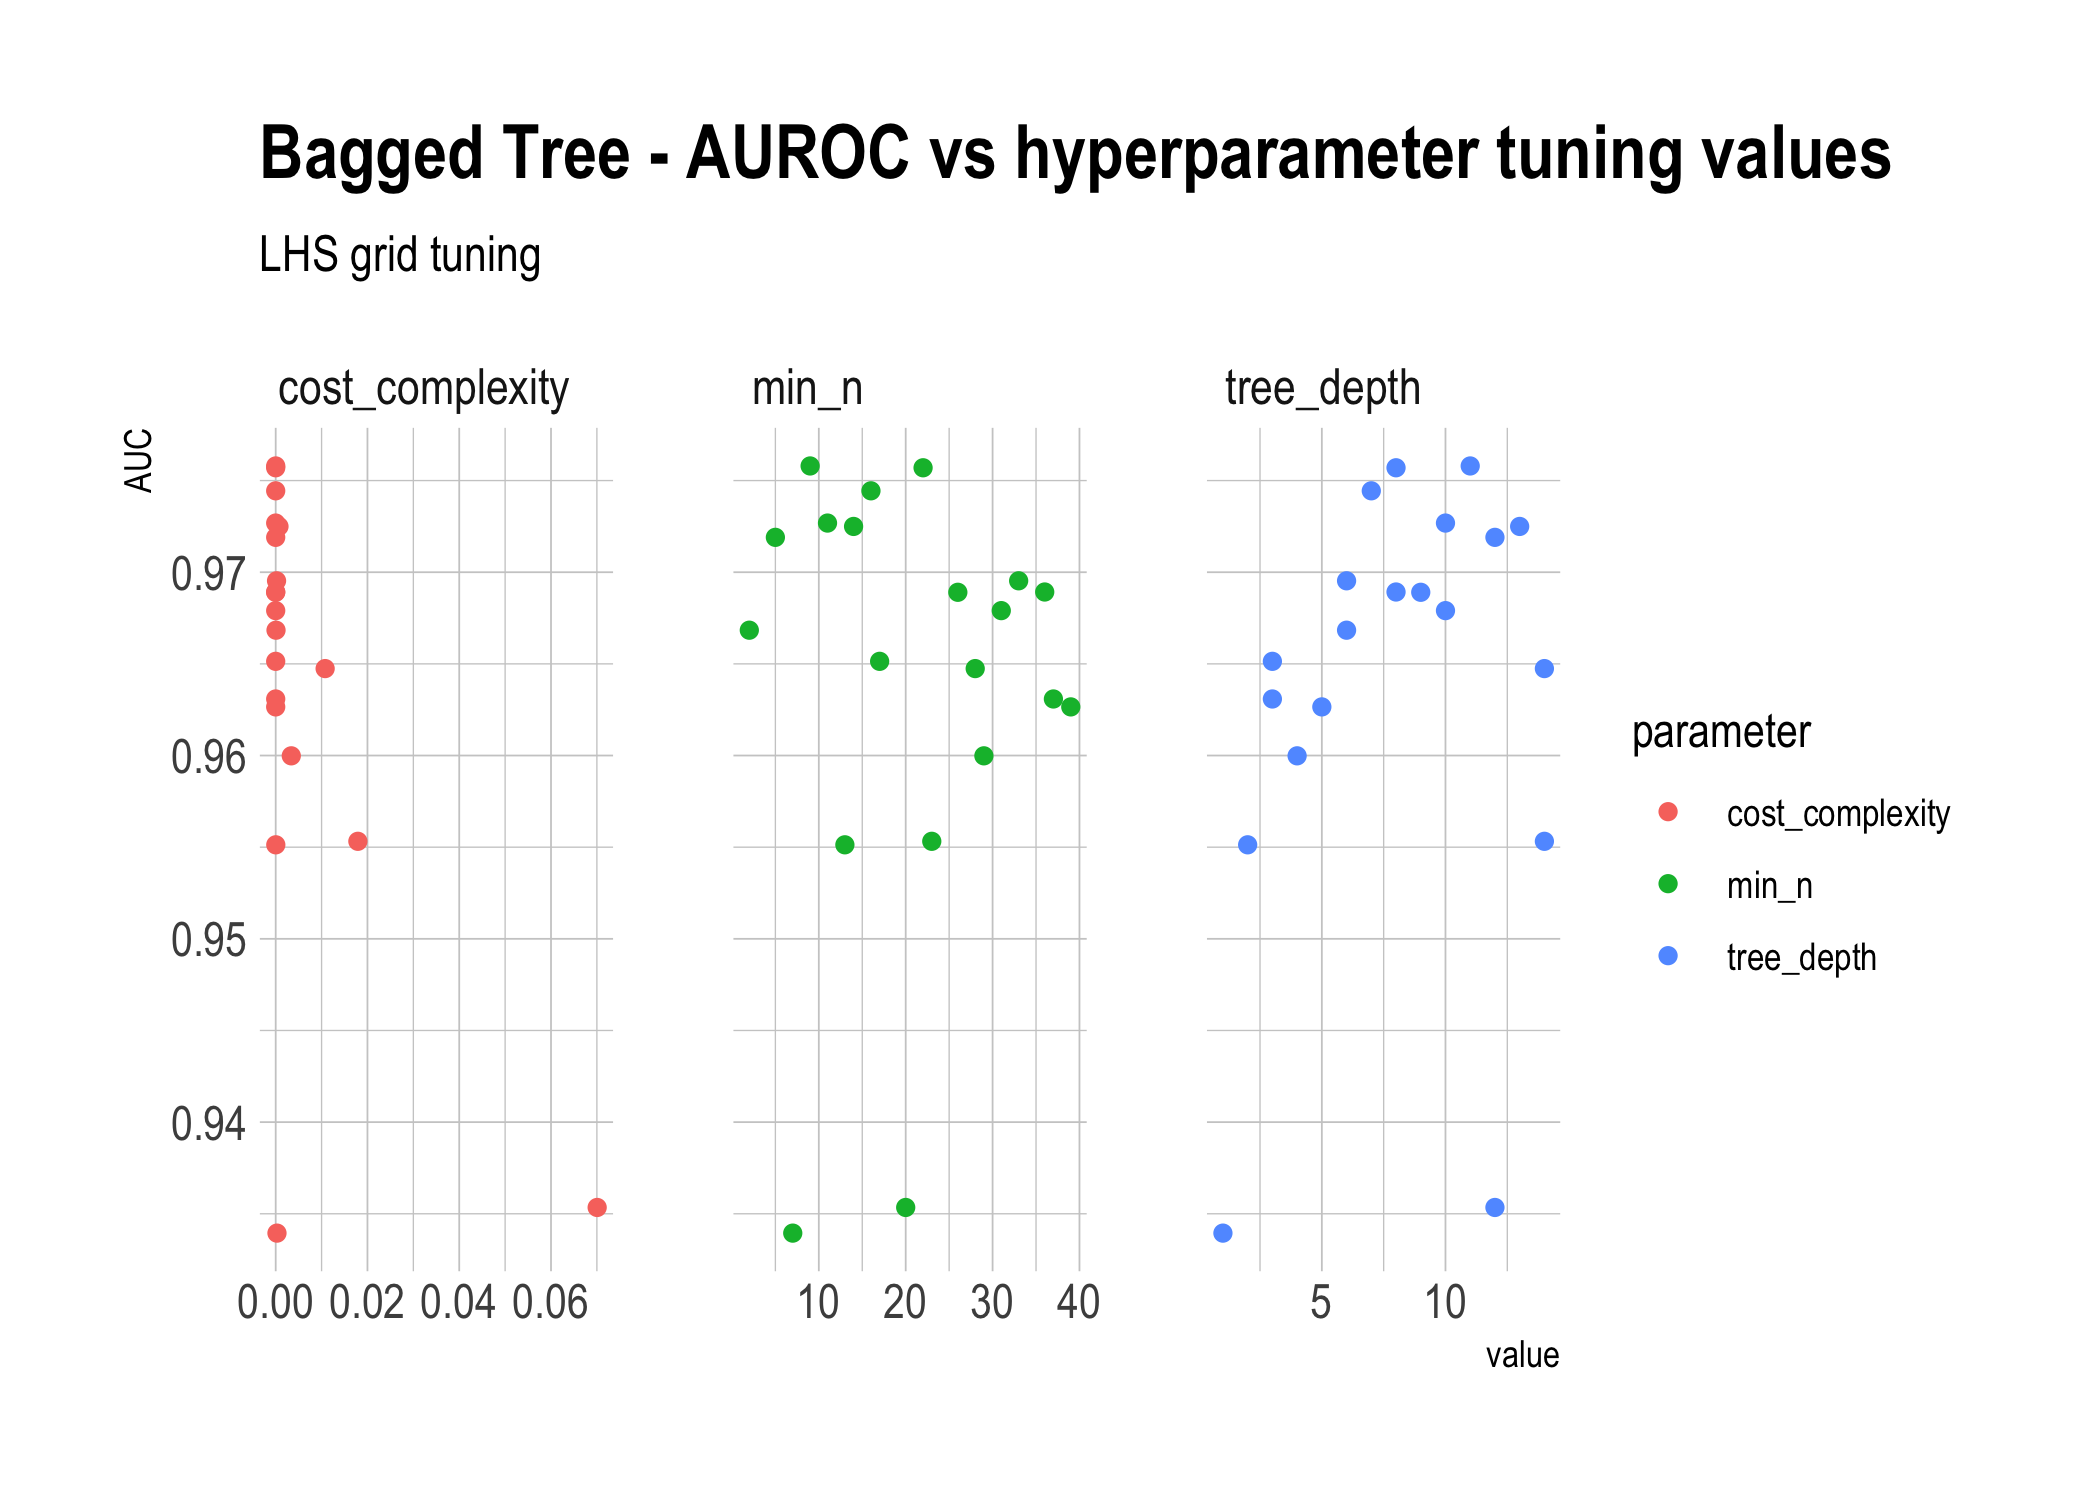 Bagged Tree - AUROC vs hyperparameter tuning values
LHS grid tuning
cost_complexity
min_n
tree_depth
AUC
0.97
0.96
0.95
0.94
0.00 0.02 0.04 0.06
10 20 30 40
5 10
value
parameter
cost_complexity
min_n
tree_depth